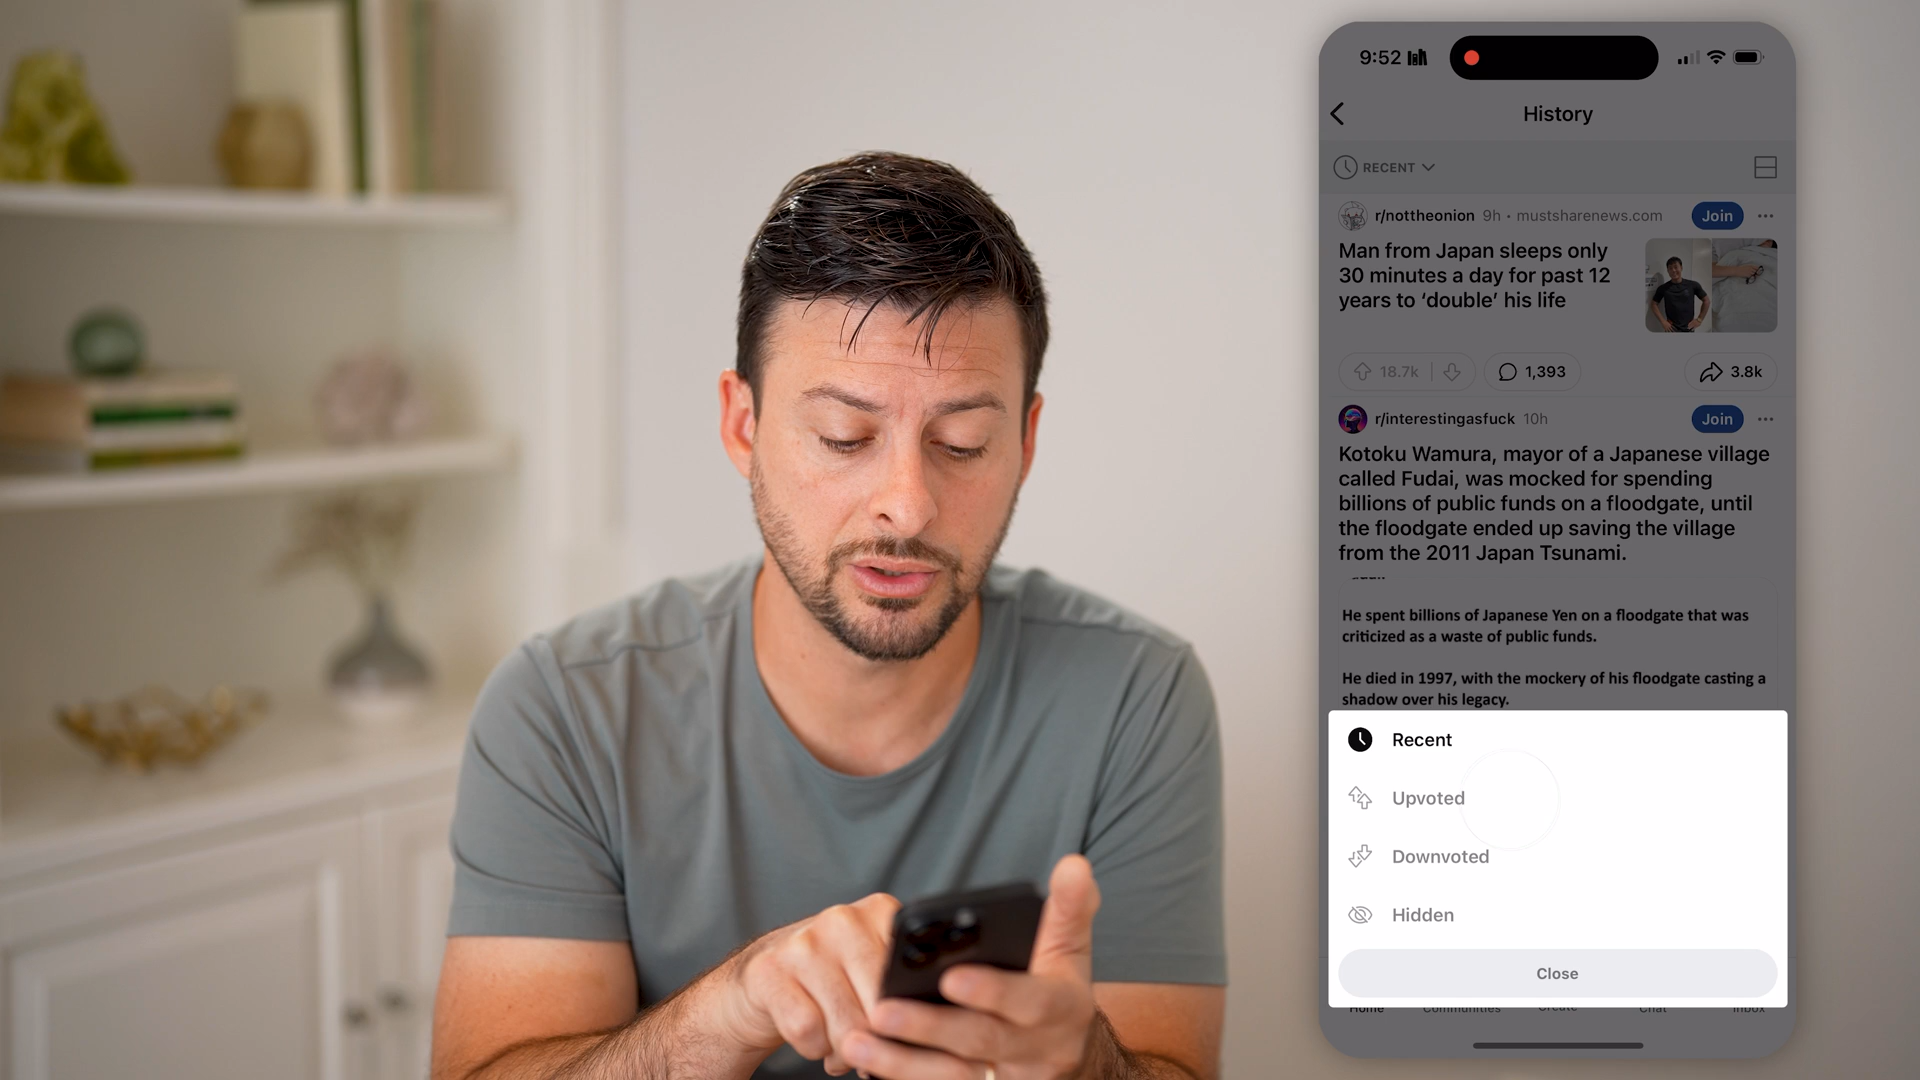 9:52
History
RECENT
r/nottheonion 9h • mustsharenews.com Join
Man from Japan sleeps only
30 minutes a day for past 12
years to ‘double’ his life
18.7k 1,393 3.8k
r/interestingasfuck 10h Join
Kotoku Wamura, mayor of a Japanese village
called Fudai, was mocked for spending
billions of public funds on a floodgate, until
the floodgate ended up saving the village
from the 2011 Japan Tsunami.
He spent billions of Japanese Yen on a floodgate that was
criticized as a waste of public funds.
He died in 1997, with the mockery of his floodgate casting a
shadow over his legacy.
Recent
Upvoted
Downvoted
Hidden
Close
Home Communities Create Chat Inbox